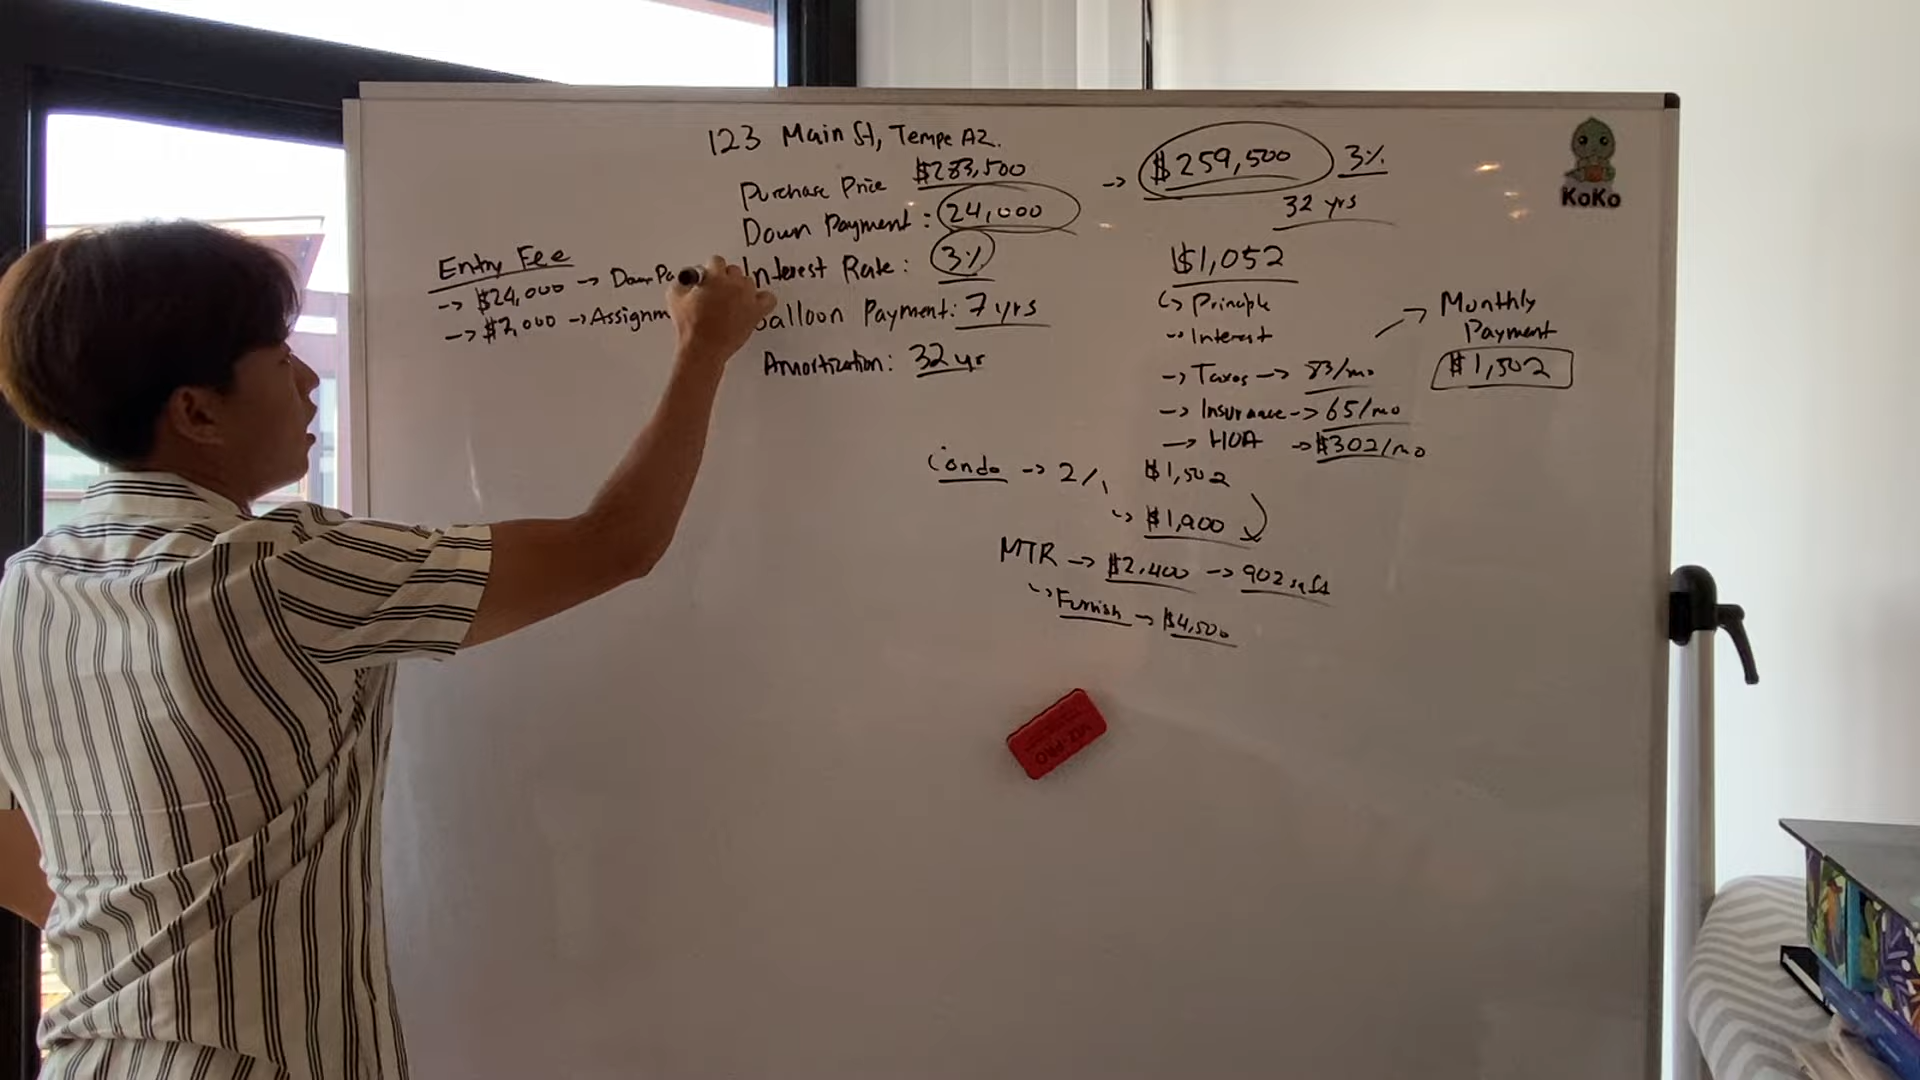 123 Main St, Tempe AZ.
Purchase Price $283,500
Down Payment : 24,000
Interest Rate : 3%
Balloon Payment: 7 yrs
Amortization: 32 yr
Entry Fee
-> $24,000 -> Down Pa
-> $2,000 -> Assignm
-> $259,500 3%
32 yrs
$1,052
↳ Principle
-> Interest
-> Taxes -> 83/mo
-> Insurance -> 65/mo
-> HOA -> $302/mo
-> Monthly
Payment
$1,502
Condo -> 2/1 $1,502
↳ $1,900
MTR -> $2,400 -> 902 sqft
↳ Furnish -> $4,500
KoKo
VIZ-PRO